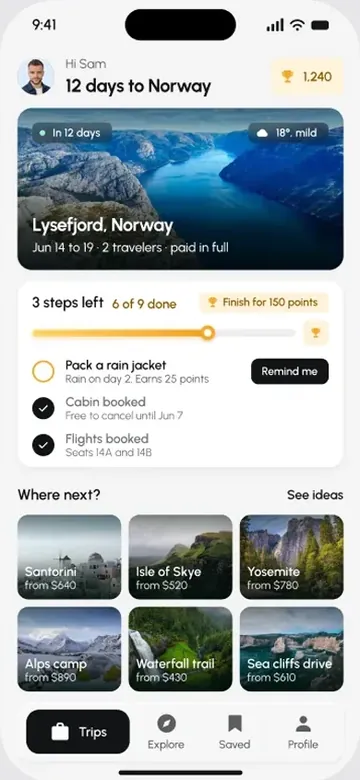 9:41
Hi Sam
12 days to Norway
1,240
In 12 days
18°, mild
Lysefjord, Norway
Jun 14 to 19 · 2 travelers · paid in full
3 steps left
6 of 9 done
Finish for 150 points
Pack a rain jacket
Rain on day 2, Earns 25 points
Remind me
Cabin booked
Free to cancel until Jun 7
Flights booked
Seats 14A and 14B
Where next?
See ideas
Santorini
from $640
Isle of Skye
from $520
Yosemite
from $780
Alps camp
from $890
Waterfall trail
from $430
Sea cliffs drive
from $610
Trips
Explore
Saved
Profile